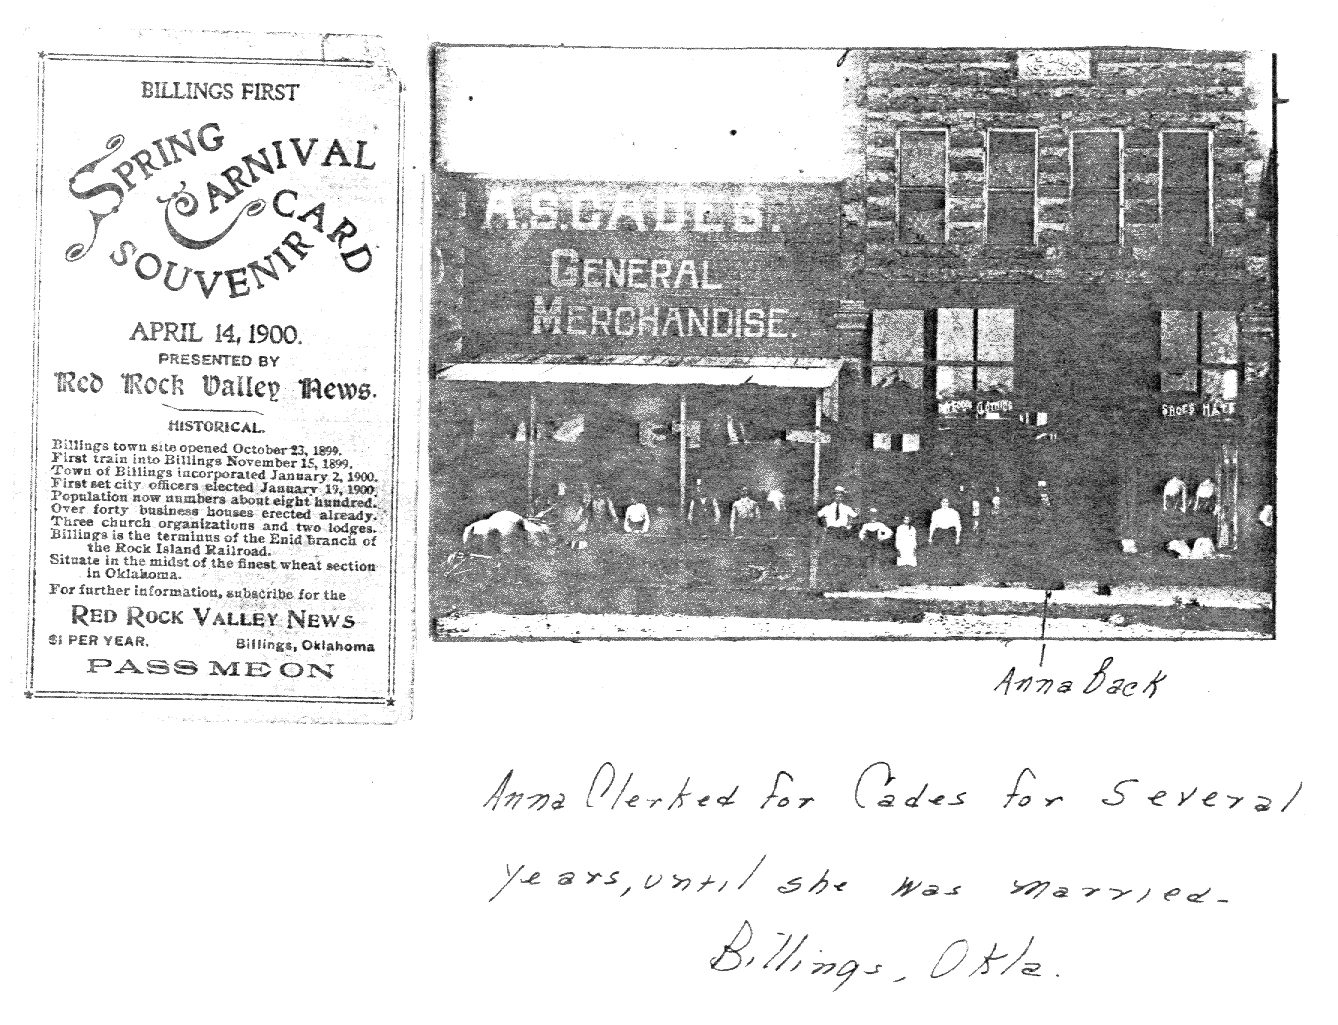 BILLINGS FIRST
SPRING CARNIVAL
SOUVENIR CARD
APRIL 14, 1900.
PRESENTED BY
Red Rock Valley News.
HISTORICAL.
Billings town site opened October 23, 1899.
First train into Billings November 15, 1899.
Town of Billings incorporated January 2, 1900.
First set city officers elected January 19, 1900.
Population now numbers about eight hundred.
Over forty business houses erected already.
Three church organizations and two lodges.
Billings is the terminus of the Enid branch of
the Rock Island Railroad.
Situate in the midst of the finest wheat section
in Oklahoma.
For further information, subscribe for the
RED ROCK VALLEY NEWS
$1 PER YEAR. Billings, Oklahoma
PASS ME ON
A.S. CADES.
GENERAL
MERCHANDISE.
CLOTHING
SHOES HATS
Anna Back
Anna Clerked for Cades for several
years, until she was married-
Billings, Okla.